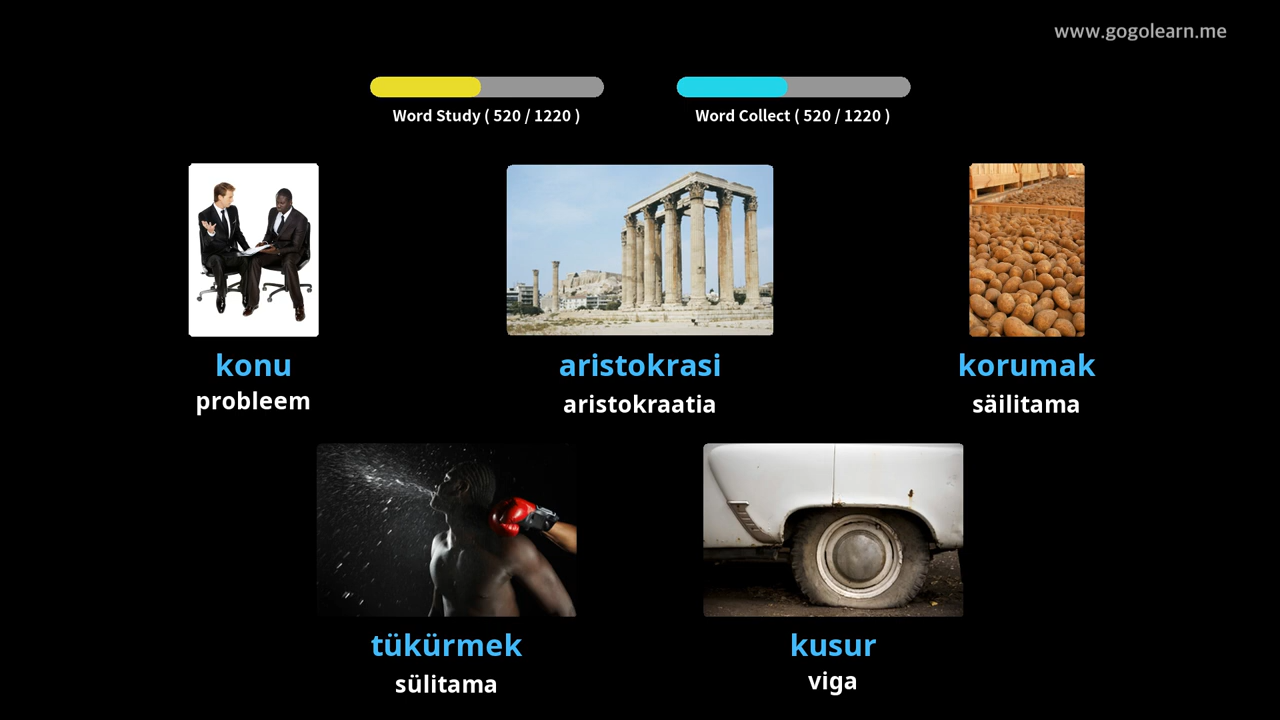 www.gogolearn.me
Word Study ( 520 / 1220 )
Word Collect ( 520 / 1220 )
konu
probleem
aristokrasi
aristokraatia
korumak
säilitama
tükürmek
sülitama
kusur
viga